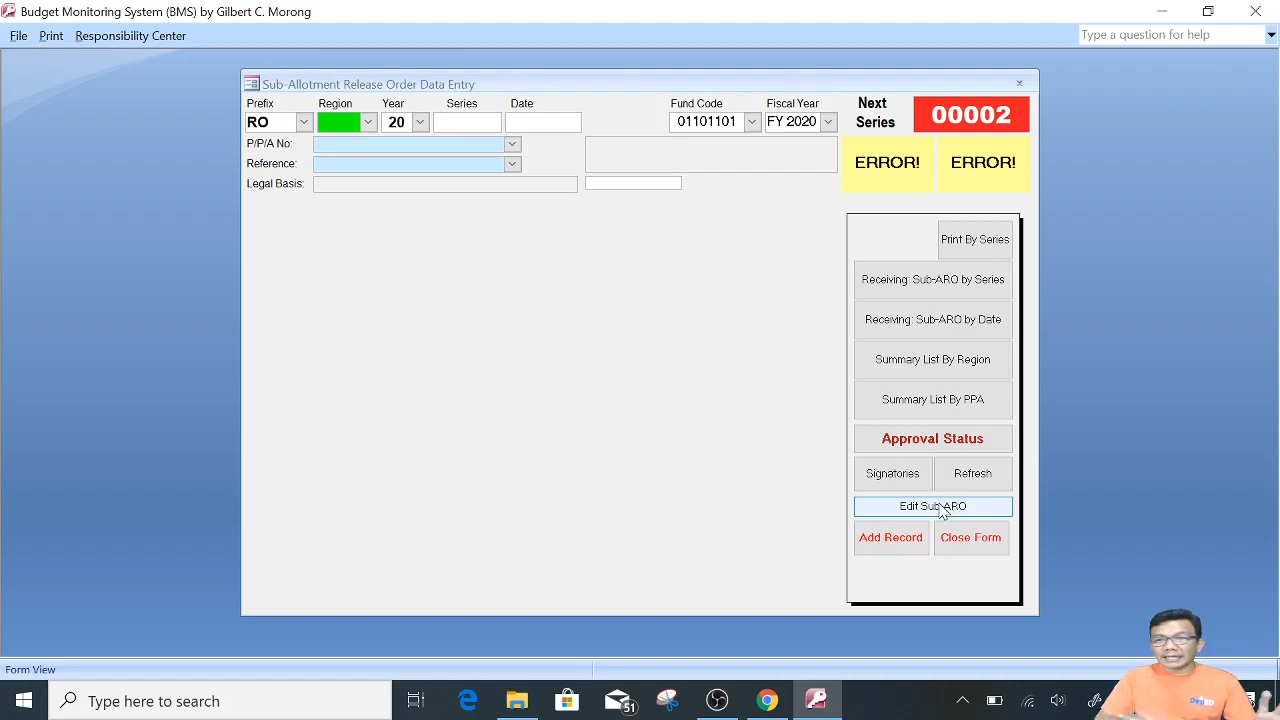 Budget Monitoring System (BMS) by Gilbert C. Morong
File Print Responsibility Center
Type a question for help
Sub-Allotment Release Order Data Entry
Prefix Region Year Series Date Fund Code Fiscal Year Next Series 00002
RO 20 01101101 FY 2020
P/P/A No:
Reference:
ERROR! ERROR!
Legal Basis:
Print By Series
Receiving: Sub-ARO by Series
Receiving: Sub-ARO by Date
Summary List By Region
Summary List By PPA
Approval Status
Signatories Refresh
Edit Sub-ARO
Add Record Close Form
Form View
Type here to search
51